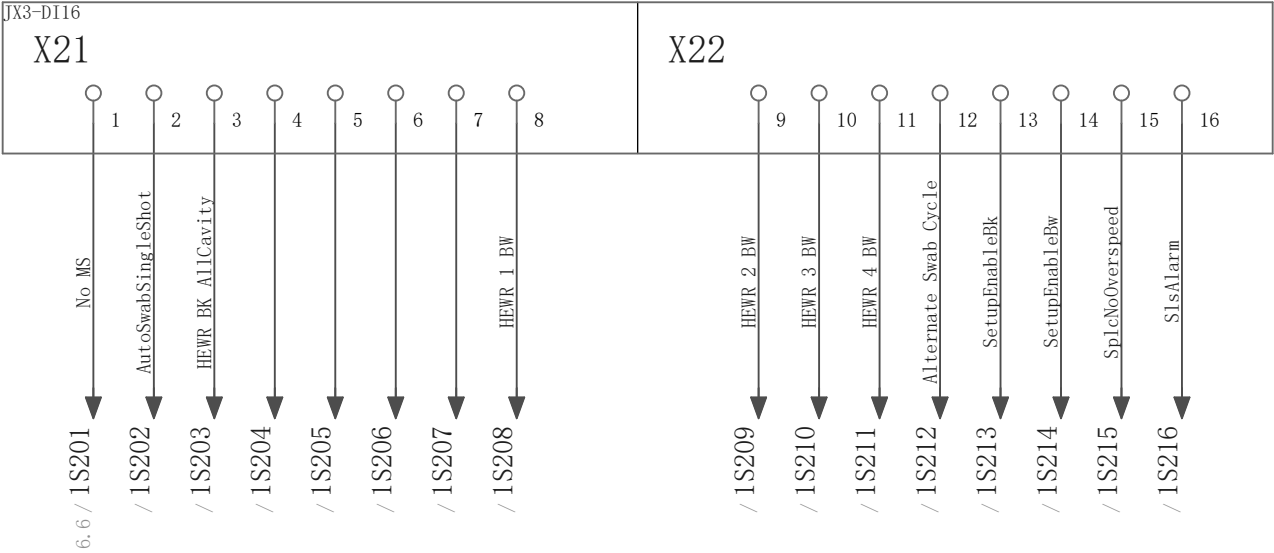 JX3-DI16
X21
X22
1
2
3
4
5
6
7
8
9
10
11
12
13
14
15
16
No MS
AutoSwabSingleShot
HEWR BK AllCavity
HEWR 1 BW
HEWR 2 BW
HEWR 3 BW
HEWR 4 BW
Alternate Swab Cycle
SetupEnableBk
SetupEnableBw
SplcNoOverspeed
SlsAlarm
6.6 / 1S201
/ 1S202
/ 1S203
/ 1S204
/ 1S205
/ 1S206
/ 1S207
/ 1S208
/ 1S209
/ 1S210
/ 1S211
/ 1S212
/ 1S213
/ 1S214
/ 1S215
/ 1S216